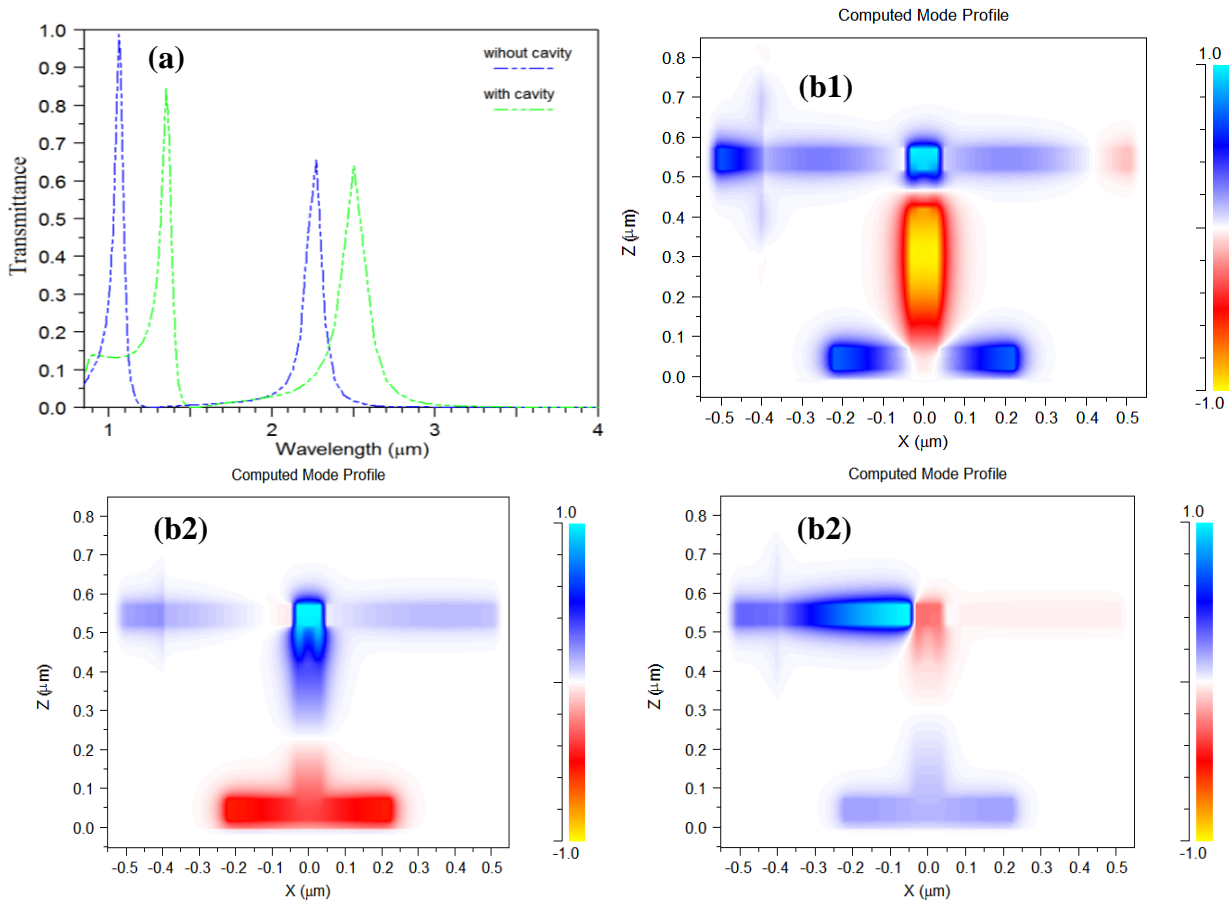 (a)
wihout cavity
with cavity
1.0
0.9
0.8
0.7
0.6
0.5
0.4
0.3
0.2
0.1
0.0
Transmittance
1 2 3 4
Wavelength (μm)
Computed Mode Profile
(b1)
0.8
0.7
0.6
0.5
0.4
0.3
0.2
0.1
0.0
Z (μm)
-0.5 -0.4 -0.3 -0.2 -0.1 0.0 0.1 0.2 0.3 0.4 0.5
X (μm)
1.0
-1.0
Computed Mode Profile
(b2)
0.8
0.7
0.6
0.5
0.4
0.3
0.2
0.1
0.0
Z (μm)
-0.5 -0.4 -0.3 -0.2 -0.1 0.0 0.1 0.2 0.3 0.4 0.5
X (μm)
1.0
-1.0
Computed Mode Profile
(b2)
0.8
0.7
0.6
0.5
0.4
0.3
0.2
0.1
0.0
Z (μm)
-0.5 -0.4 -0.3 -0.2 -0.1 0.0 0.1 0.2 0.3 0.4 0.5
X (μm)
1.0
-1.0